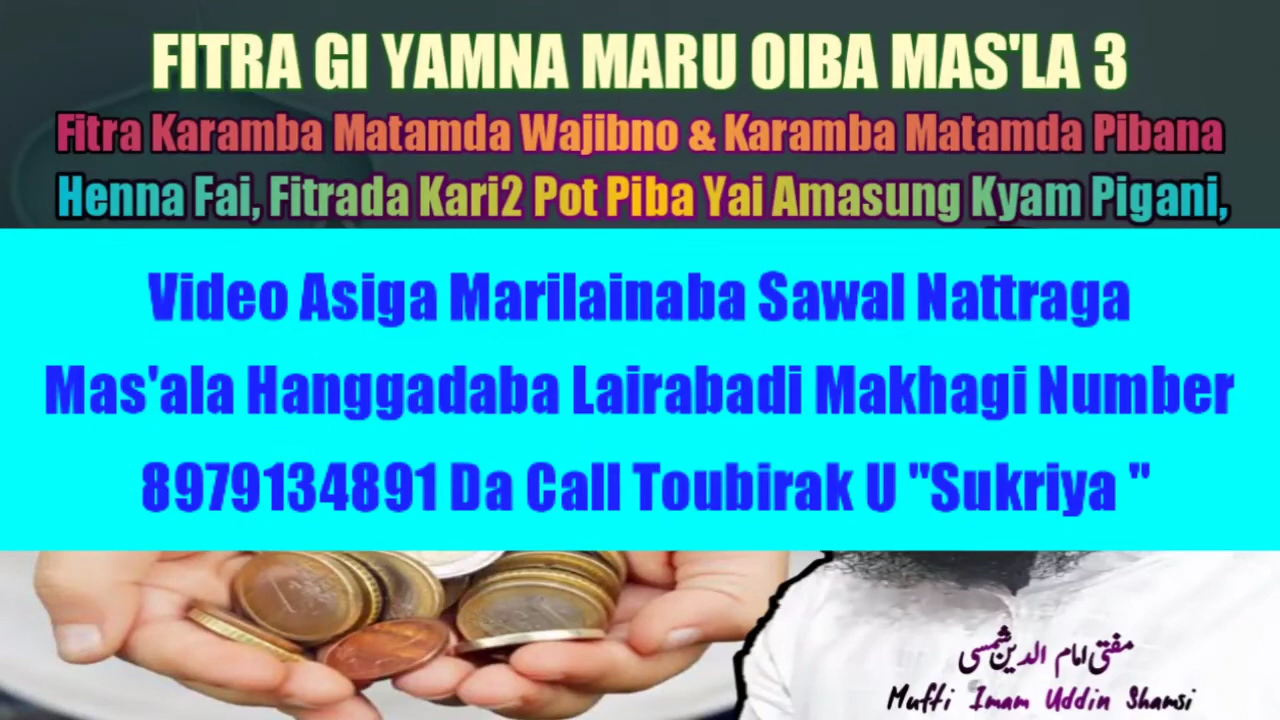 FITRA GI YAMNA MARU OIBA MAS'LA 3
Fitra Karamba Matamda Wajibno & Karamba Matamda Pibana
Henna Fai, Fitrada Kari2 Pot Piba Yai Amasung Kyam Pigani,
Video Asiga Marilainaba Sawal Nattraga
Mas'ala Hanggadaba Lairabadi Makhagi Number
8979134891 Da Call Toubirak U "Sukriya "
مفتی امام الدین شمسی
Mufti Imam Uddin Shamsi